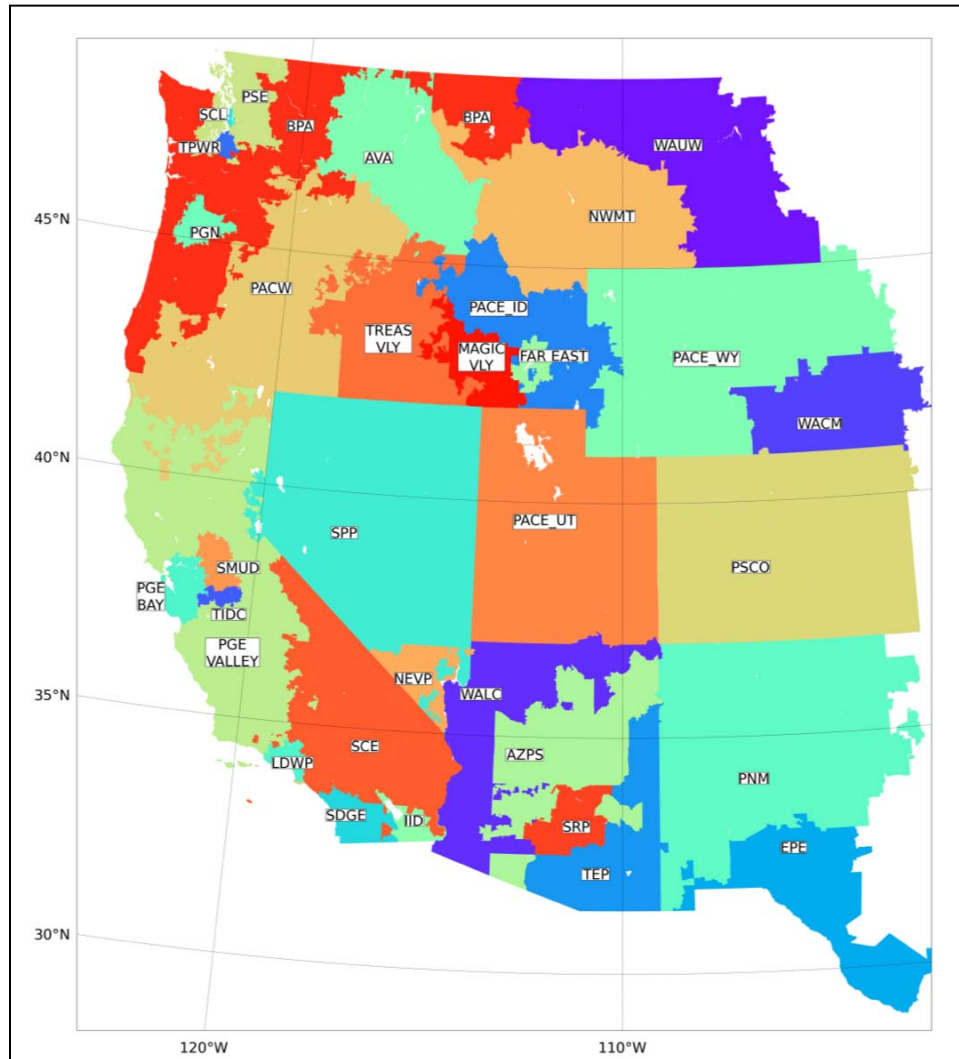 PSE
SCL
BPA
BPA
TPWR
WAUW
AVA
45°N
NWMT
PGN
PACW
PACE_ID
TREAS
VLY
MAGIC
VLY
FAR EAST
PACE_WY
WACM
40°N
SPP
PACE_UT
PSCO
SMUD
PGE
BAY
TIDC
PGE
VALLEY
NEVP
WALC
35°N
SCE
AZPS
LDWP
PNM
SDGE
IID
SRP
EPE
TEP
30°N
120°W
110°W